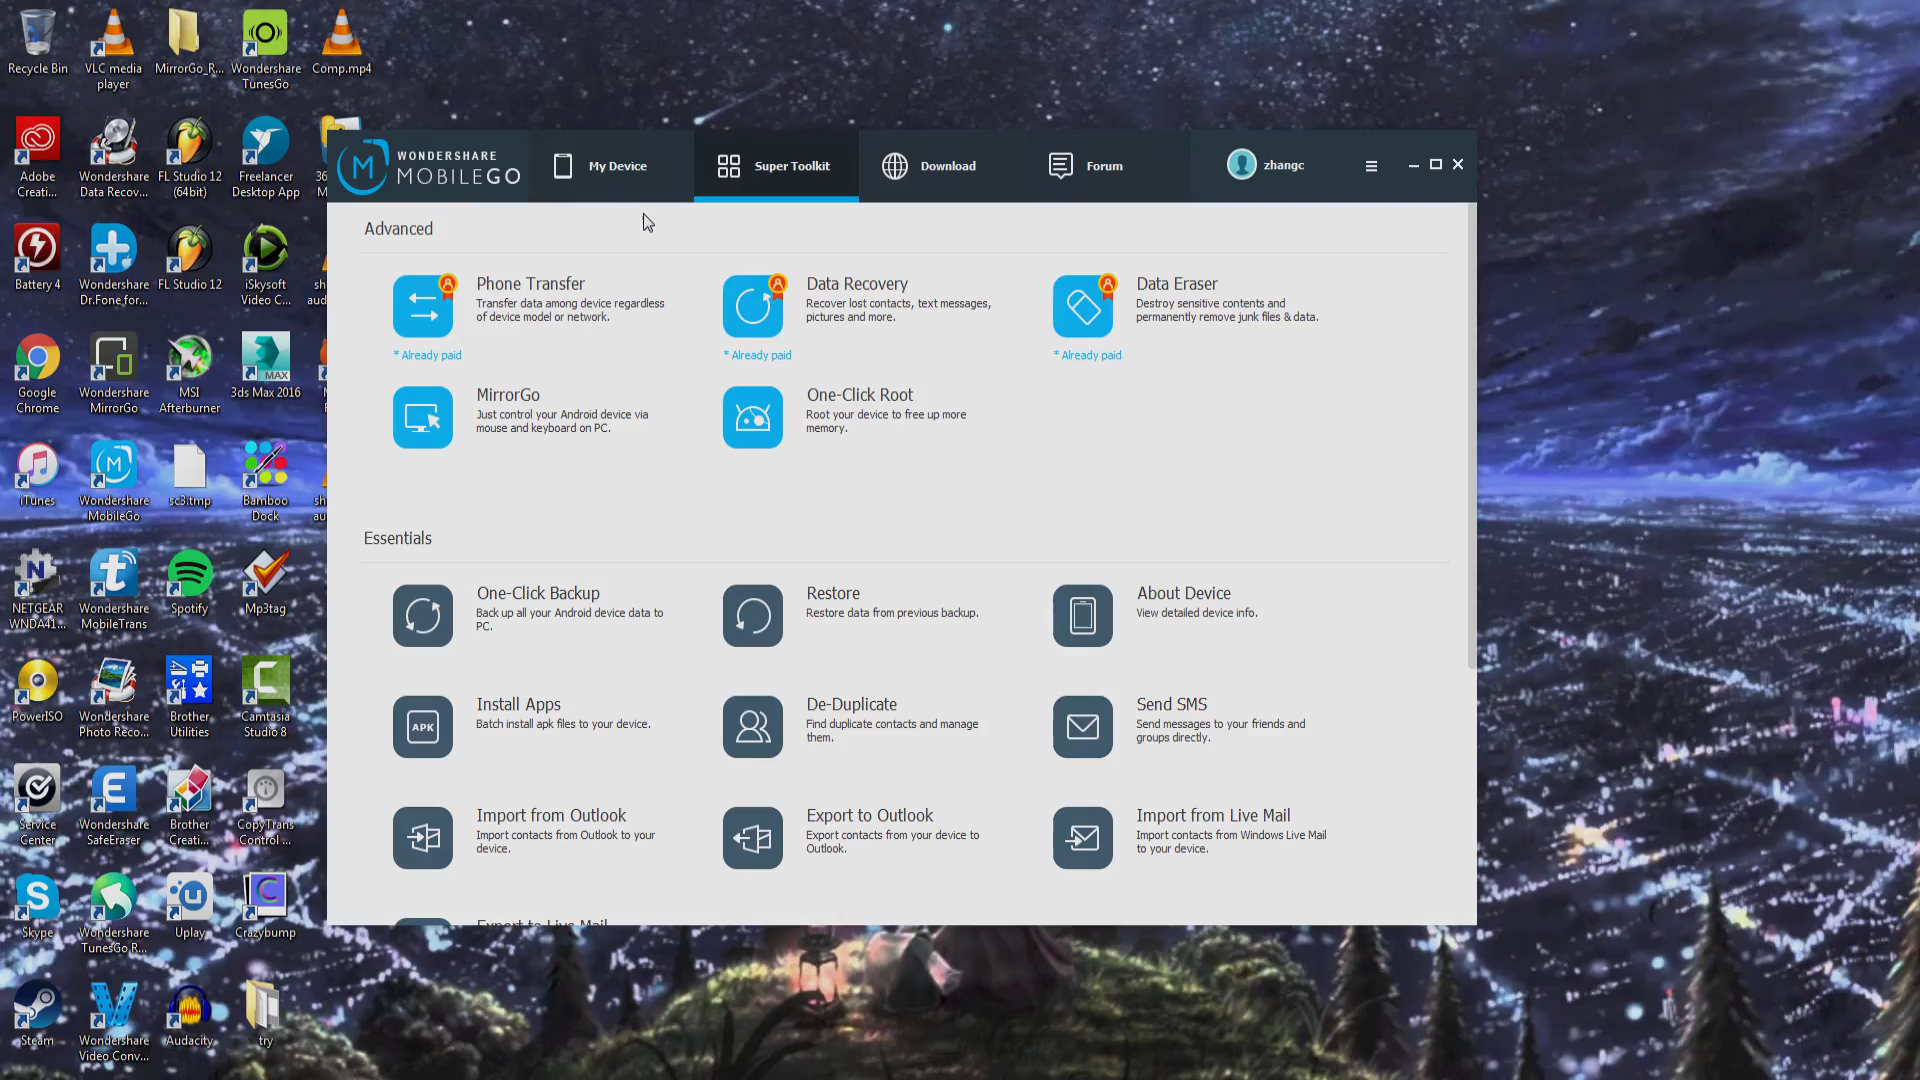 Recycle Bin
VLC media
player
MirrorGo_R...
Wondershare
TunesGo
Comp.mp4
Adobe
Creati...
Wondershare
Data Recov...
FL Studio 12
(64bit)
Freelancer
Desktop App
Battery 4
Wondershare
Dr.Fone for...
FL Studio 12
iSkysoft
Video C...
Google
Chrome
Wondershare
MirrorGo
MSI
Afterburner
MAX
3ds Max 2016
iTunes
Wondershare
MobileGo
sc3.tmp
Bamboo
Dock
NETGEAR
WNDA41...
Wondershare
MobileTrans
Spotify
Mp3tag
PowerISO
Wondershare
Photo Reco...
Brother
Utilities
Camtasia
Studio 8
Service
Center
Wondershare
SafeEraser
Brother
Creati...
CopyTrans
Control ...
Skype
Wondershare
TunesGo R...
Uplay
Crazybump
Steam
Wondershare
Video Conv...
Audacity
try
WONDERSHARE
MOBILEGO
My Device
Super Toolkit
Download
Forum
zhangc
Advanced
Phone Transfer
Transfer data among device regardless
of device model or network.
* Already paid
Data Recovery
Recover lost contacts, text messages,
pictures and more.
* Already paid
Data Eraser
Destroy sensitive contents and
permanently remove junk files & data.
* Already paid
MirrorGo
Just control your Android device via
mouse and keyboard on PC.
One-Click Root
Root your device to free up more
memory.
Essentials
One-Click Backup
Back up all your Android device data to
PC.
Restore
Restore data from previous backup.
About Device
View detailed device info.
APK
Install Apps
Batch install apk files to your device.
De-Duplicate
Find duplicate contacts and manage
them.
Send SMS
Send messages to your friends and
groups directly.
Import from Outlook
Import contacts from Outlook to your
device.
Export to Outlook
Export contacts from your device to
Outlook.
Import from Live Mail
Import contacts from Windows Live Mail
to your device.
Export to Live Mail